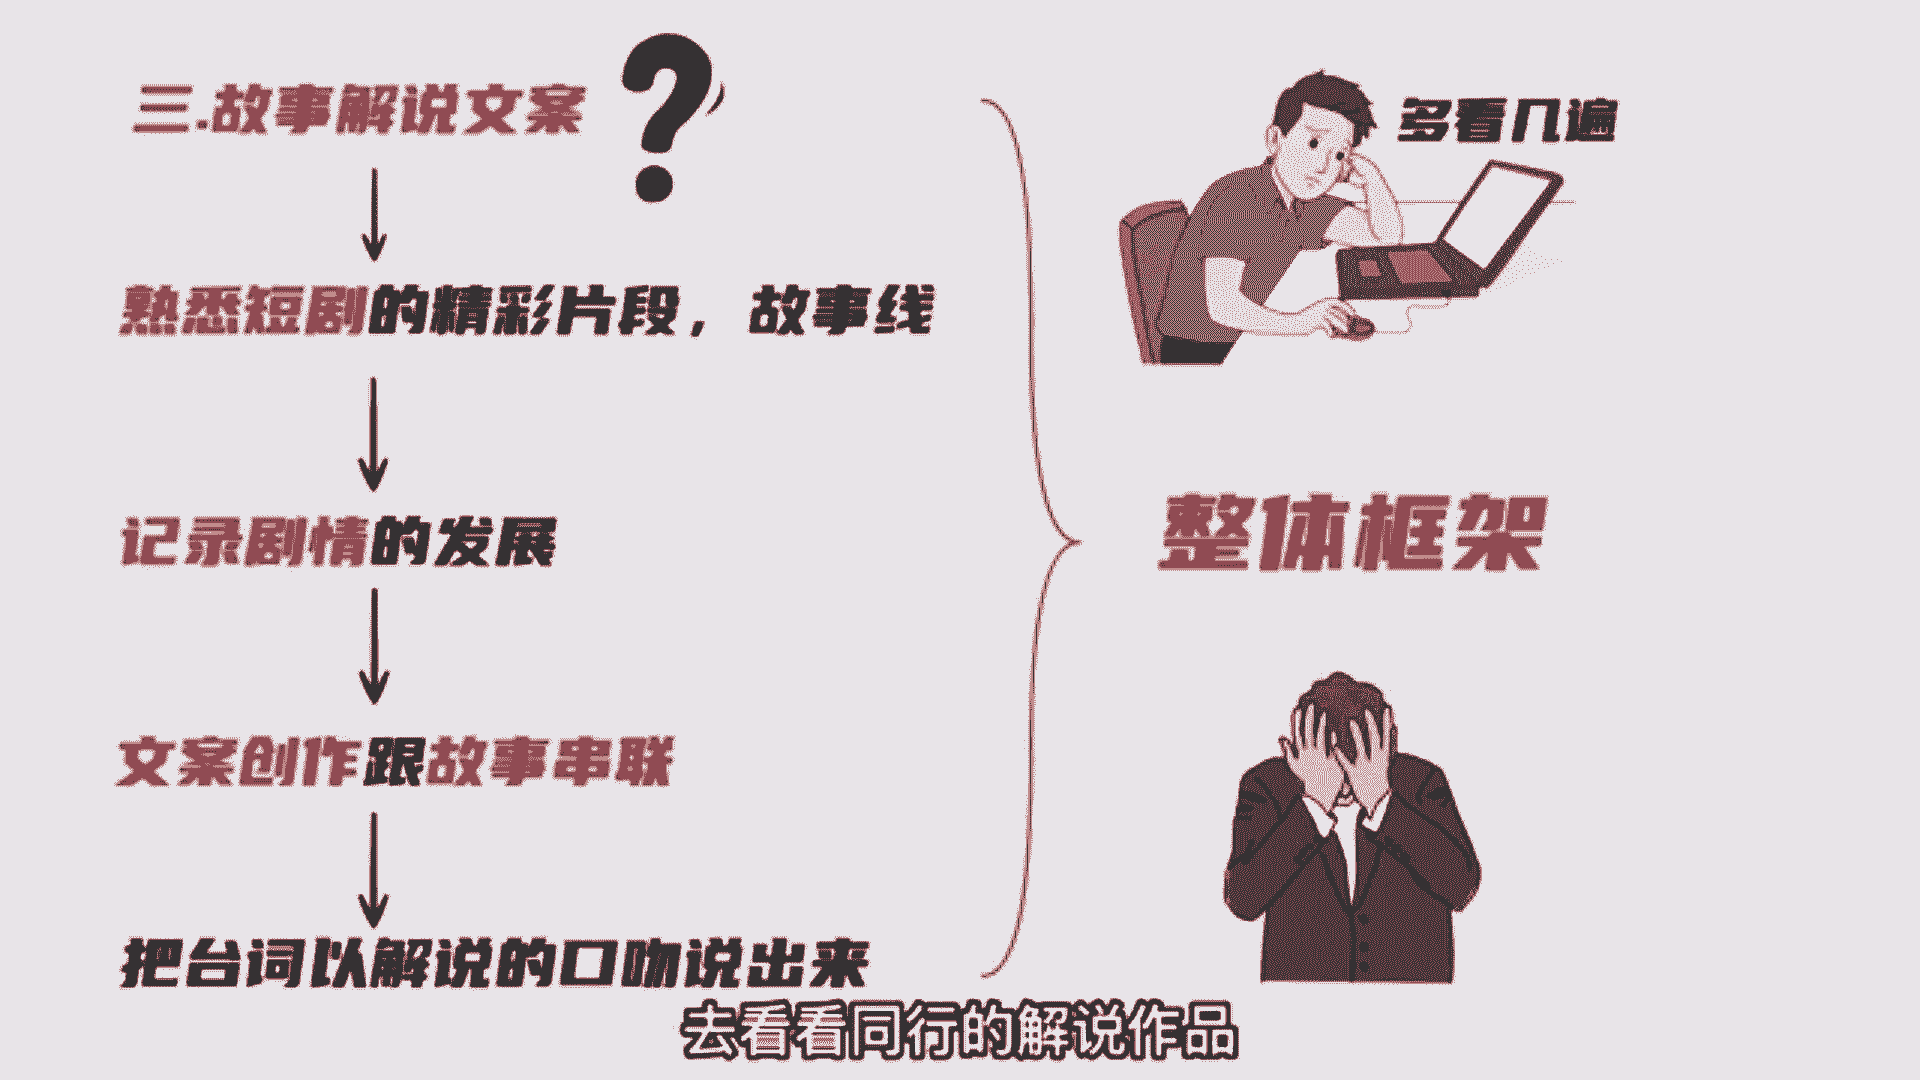 三.故事解说文案?
熟悉短剧的精彩片段，故事线
记录剧情的发展
文案创作跟故事串联
把台词以解说的口吻说出来
多看几遍
整体框架
去看看同行的解说作品